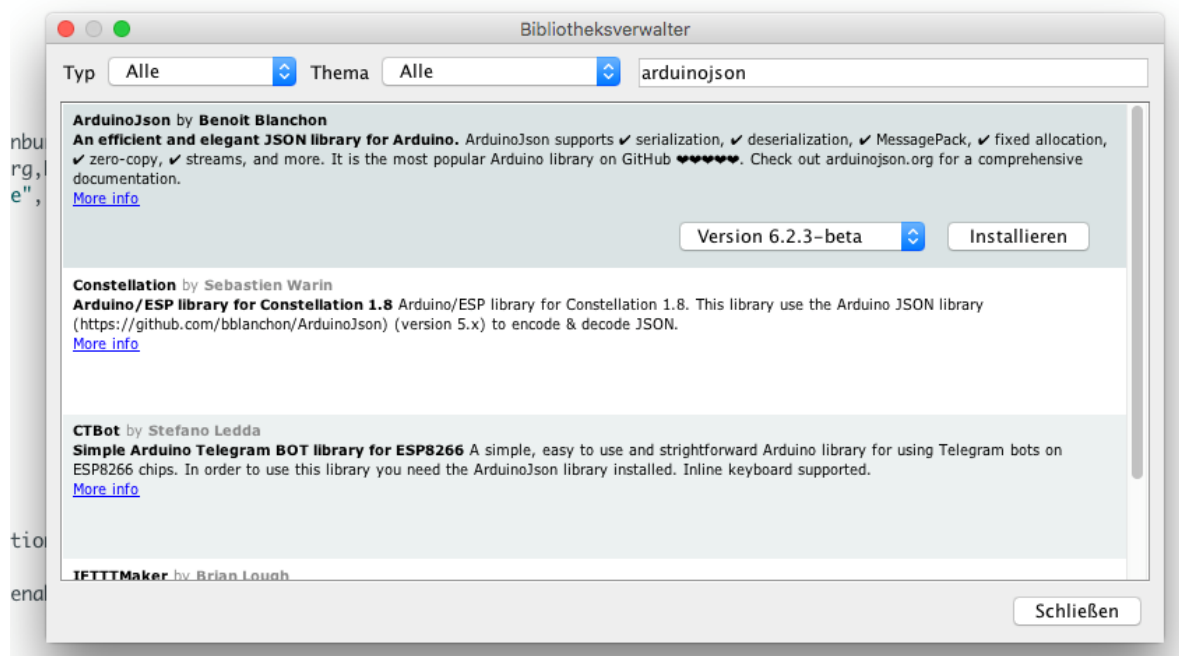 Bibliotheksverwalter
Typ Alle Thema Alle arduinojson
ArduinoJson by Benoit Blanchon
An efficient and elegant JSON library for Arduino. ArduinoJson supports ✔ serialization, ✔ deserialization, ✔ MessagePack, ✔ fixed allocation,
✔ zero-copy, ✔ streams, and more. It is the most popular Arduino library on GitHub ❤❤❤❤❤. Check out arduinojson.org for a comprehensive
documentation.
More info
Version 6.2.3-beta Installieren
Constellation by Sebastien Warin
Arduino/ESP library for Constellation 1.8 Arduino/ESP library for Constellation 1.8. This library use the Arduino JSON library
(https://github.com/bblanchon/ArduinoJson) (version 5.x) to encode & decode JSON.
More info
CTBot by Stefano Ledda
Simple Arduino Telegram BOT library for ESP8266 A simple, easy to use and strightforward Arduino library for using Telegram bots on
ESP8266 chips. In order to use this library you need the ArduinoJson library installed. Inline keyboard supported.
More info
IFTTTMaker by Brian Lough
Schließen
nbu
rg,
e",
tion
enal